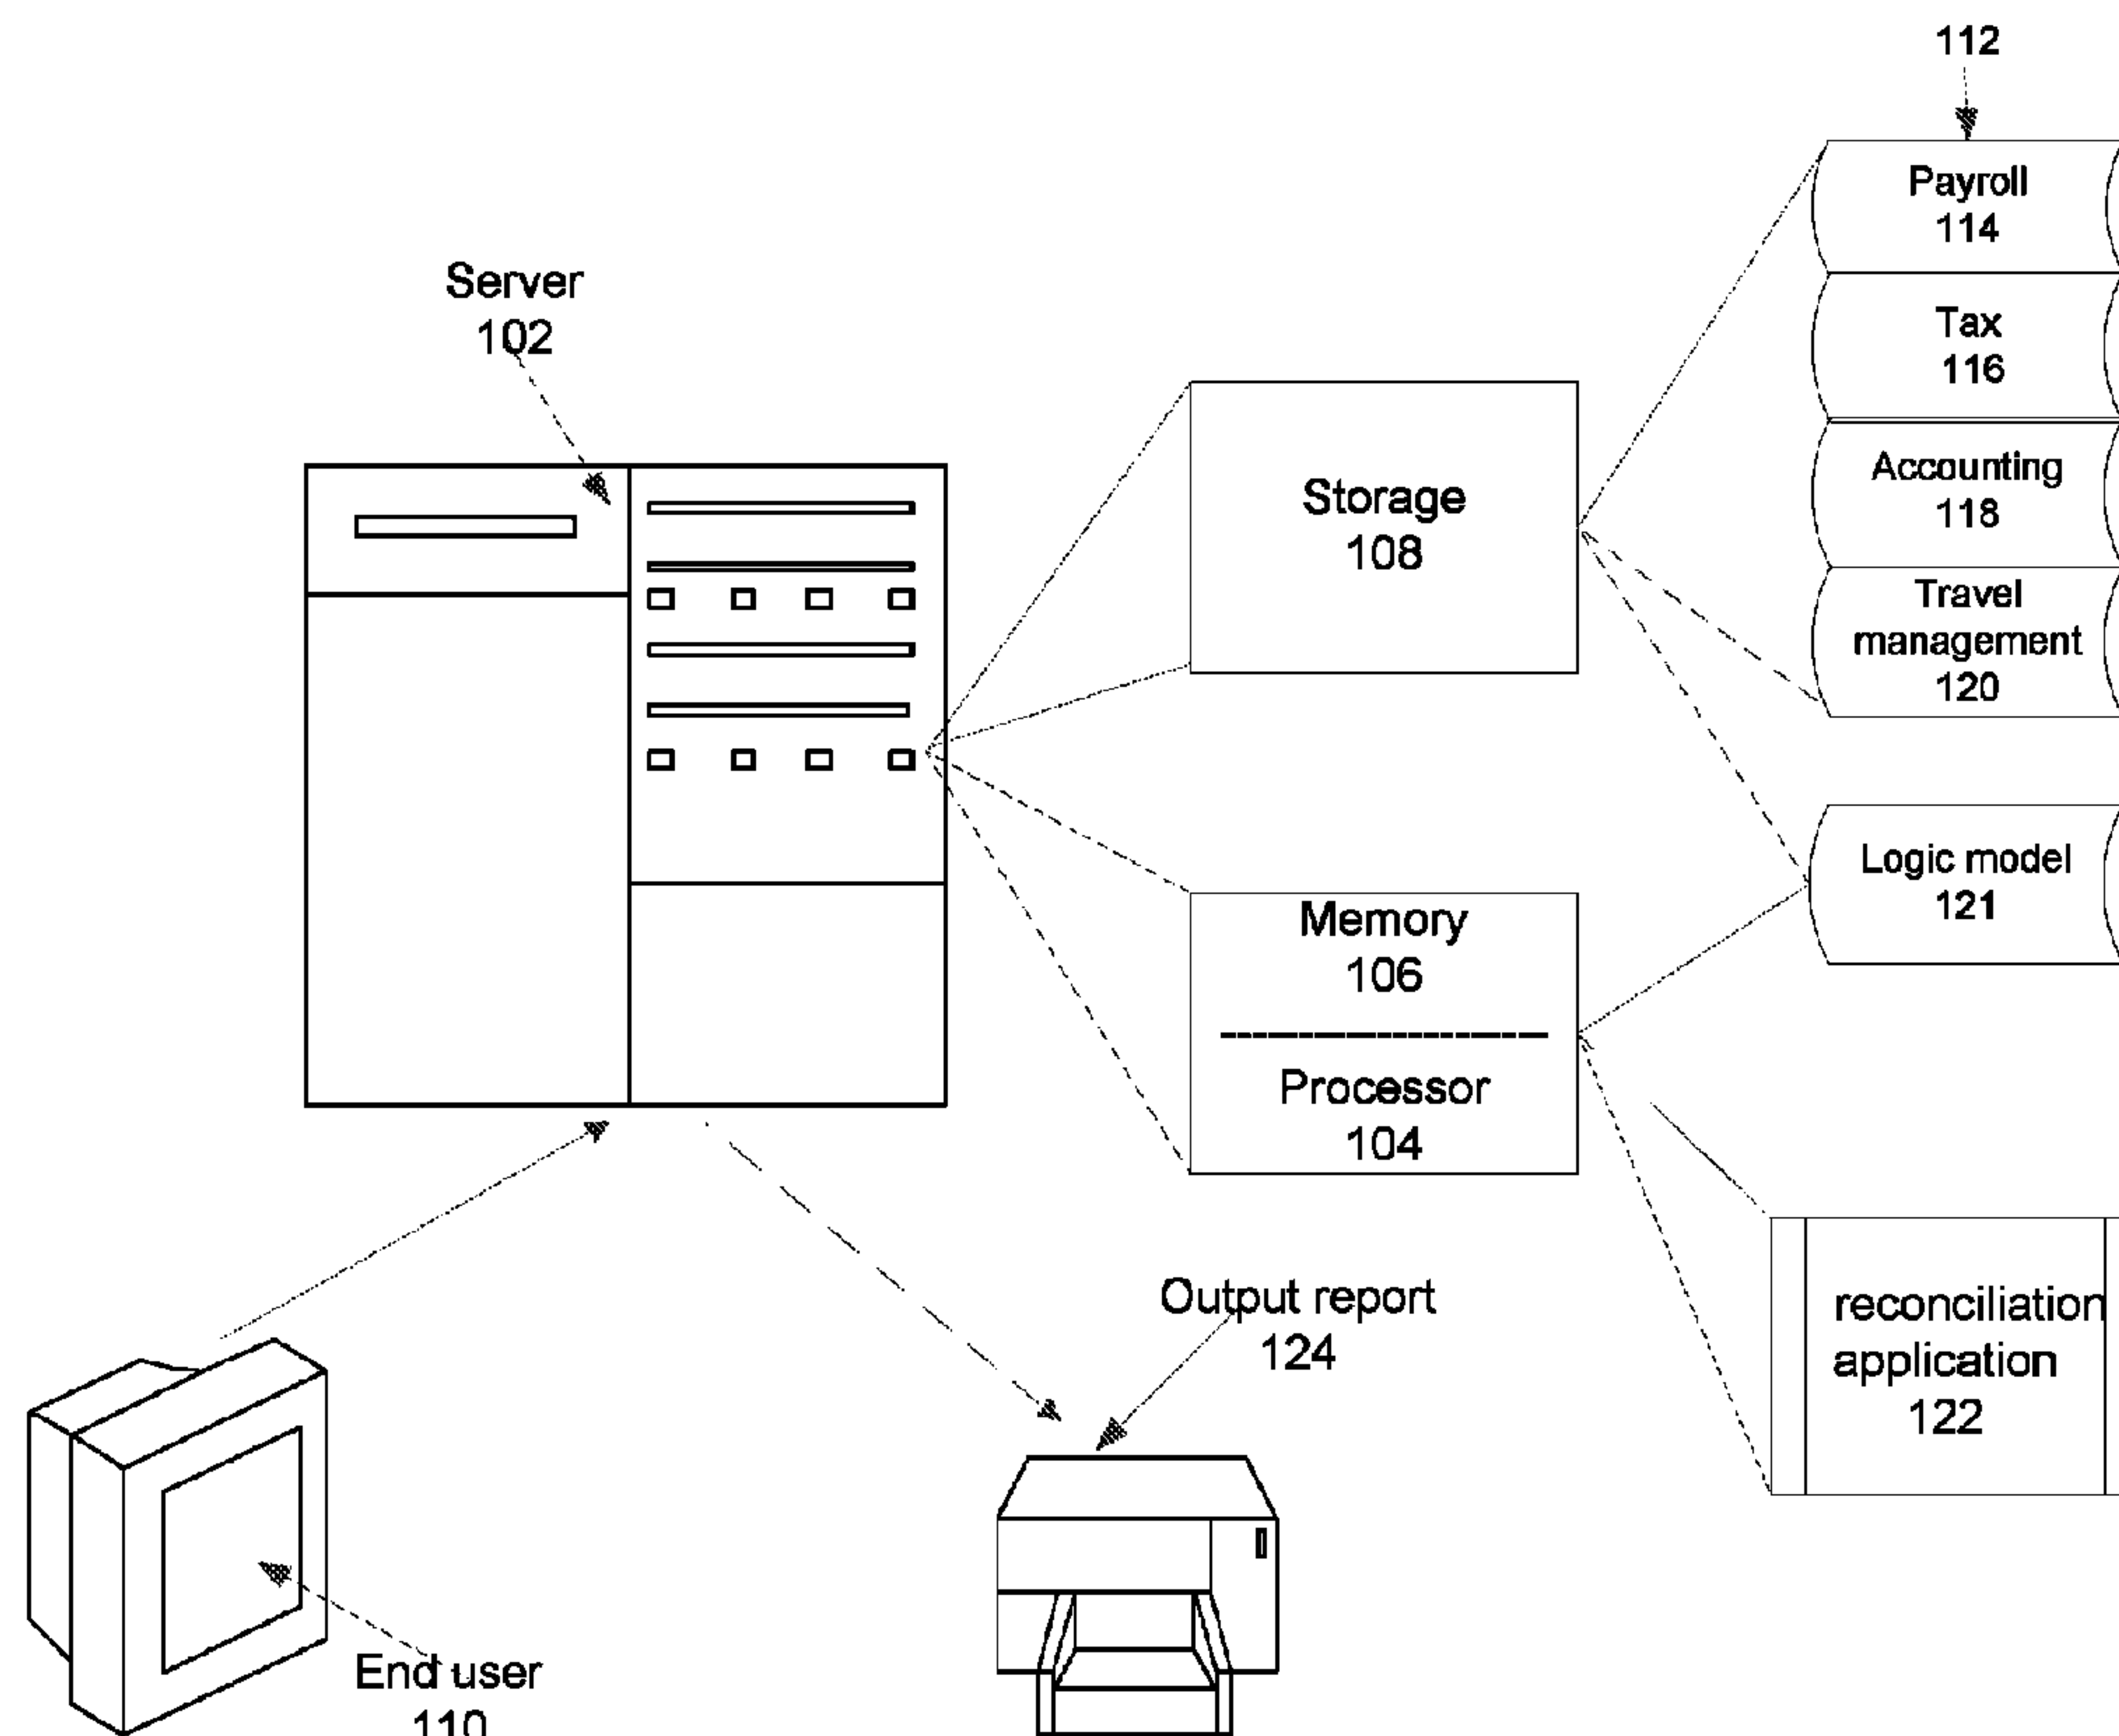 112
Payroll
114
Tax
116
Accounting
118
Travel
management
120
Server
102
Storage
108
Logic model
121
Memory
106
Processor
104
reconciliation
application
122
Output report
124
End user
110